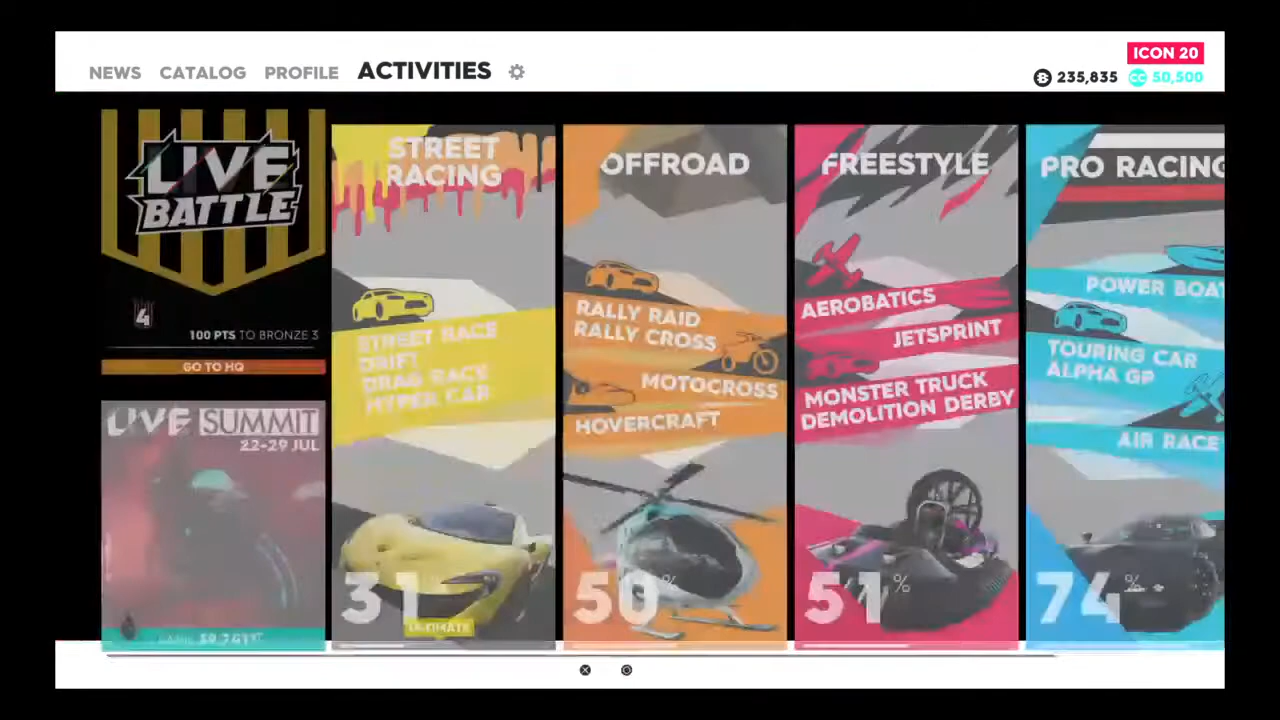 NEWS CATALOG PROFILE ACTIVITIES
ICON 20
235,835 CC 50,500
LIVE
BATTLE
4
100 PTS TO BRONZE 3
GO TO HQ
LIVE SUMMIT
22-29 JUL
STREET
RACING
STREET RACE
DRIFT
DRAG RACE
HYPER CAR
31%
ULTIMATE
OFFROAD
RALLY RAID
RALLY CROSS
MOTOCROSS
HOVERCRAFT
50%
FREESTYLE
AEROBATICS
JETSPRINT
MONSTER TRUCK
DEMOLITION DERBY
51%
PRO RACING
POWER BOAT
TOURING CAR
ALPHA GP
AIR RACE
74%